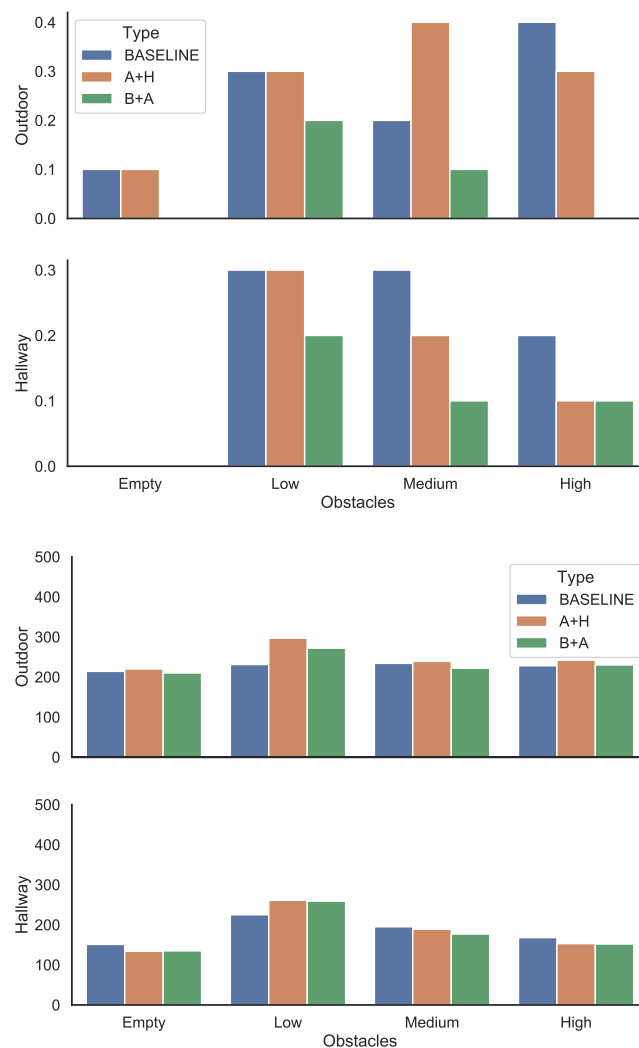 0.4
0.3
0.2
0.1
0.0
Outdoor
Type
BASELINE
A+H
B+A
0.3
0.2
0.1
0.0
Hallway
Empty Low Medium High
Obstacles
500
400
300
200
100
0
Outdoor
Type
BASELINE
A+H
B+A
500
400
300
200
100
0
Hallway
Empty Low Medium High
Obstacles